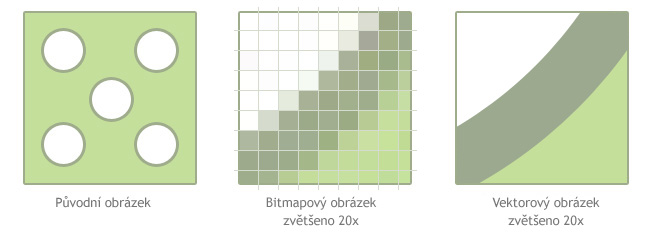 Původní obrázek
Bitmapový obrázek
zvětšeno 20x
Vektorový obrázek
zvětšeno 20x